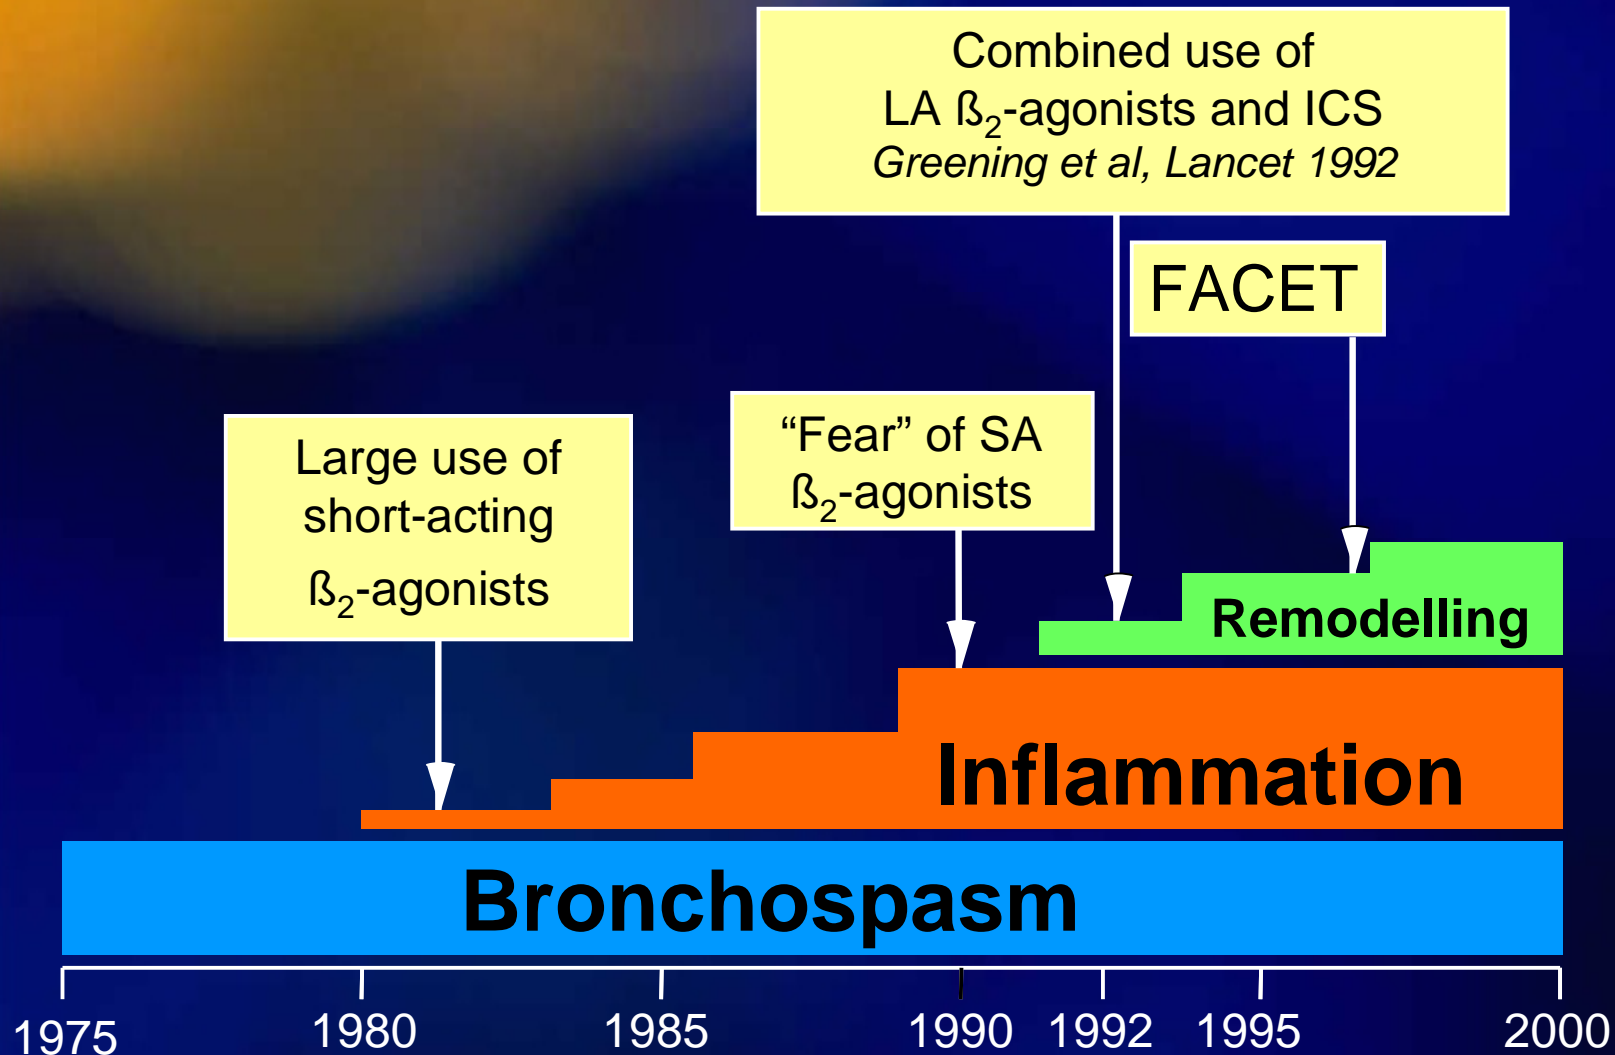 Combined use of
LA ß₂-agonists and ICS
Greening et al, Lancet 1992
FACET
“Fear” of SA
ß₂-agonists
Large use of
short-acting
ß₂-agonists
Remodelling
Inflammation
Bronchospasm
1975 1980 1985 1990 1992 1995 2000